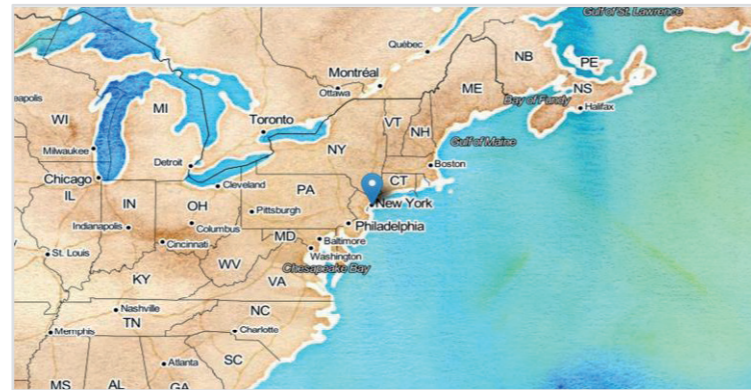 Gulf of St. Lawrence
Québec
NB
PE
Montréal
Ottawa
ME
NS
Bay of Fundy
Halifax
MI
Toronto
VT
NH
WI
Gulf of Maine
Milwaukee
NY
Detroit
Boston
Chicago
CT
Cleveland
IL
IN
OH
PA
New York
Pittsburgh
Indianapolis
Columbus
Philadelphia
MD
Baltimore
Cincinnati
St. Louis
Washington
WV
Chesapeake Bay
KY
VA
Nashville
NC
TN
Memphis
Charlotte
SC
Atlanta
MS
AL
GA